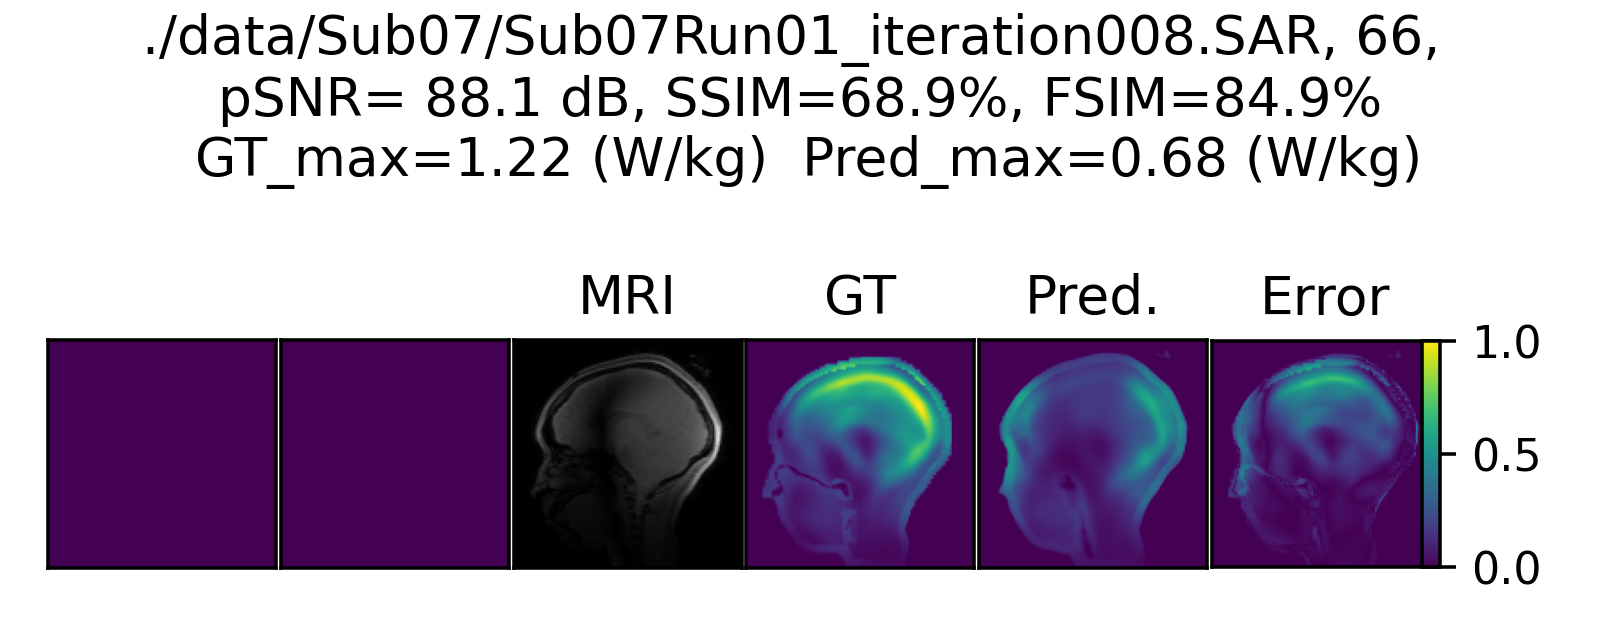 ./data/Sub07/Sub07Run01_iteration008.SAR, 66,
pSNR= 88.1 dB, SSIM=68.9%, FSIM=84.9%
GT_max=1.22 (W/kg)  Pred_max=0.68 (W/kg)
MRI GT Pred. Error
1.0
0.5
0.0